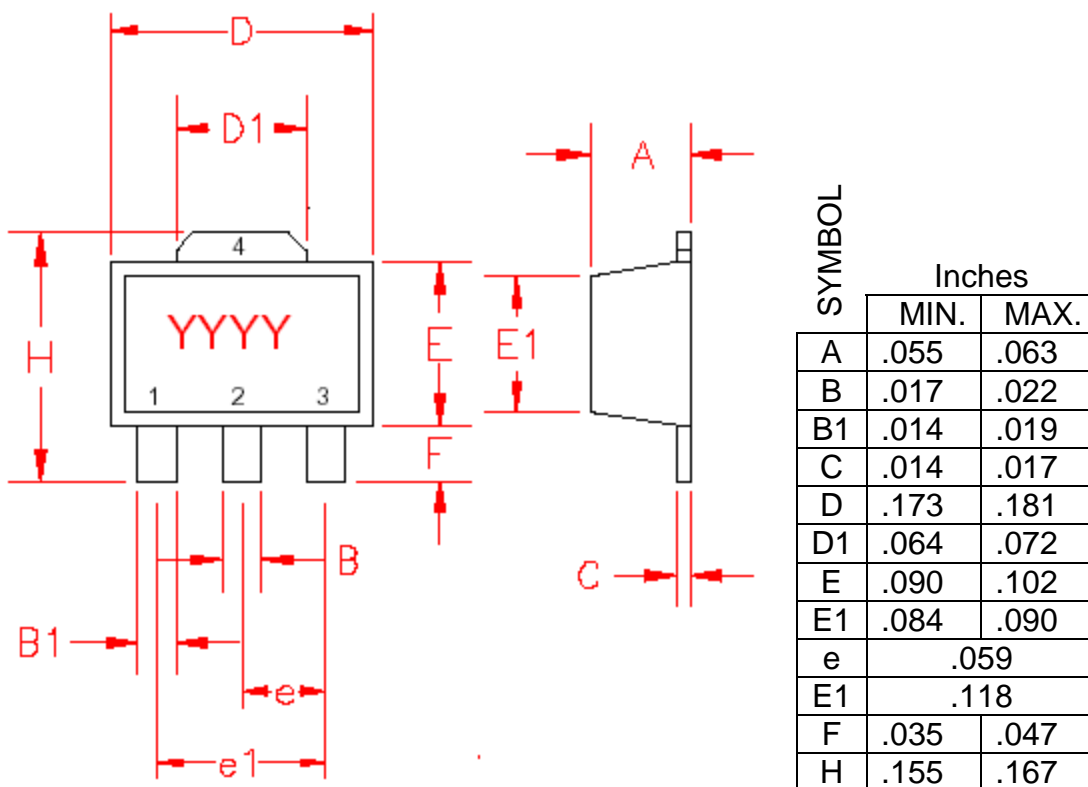 D
D1
A
4
H
YYYY
E
E1
1 2 3
F
B
C
B1
e
e1
SYMBOL
Inches
MIN. MAX.
A .055 .063
B .017 .022
B1 .014 .019
C .014 .017
D .173 .181
D1 .064 .072
E .090 .102
E1 .084 .090
e .059
E1 .118
F .035 .047
H .155 .167